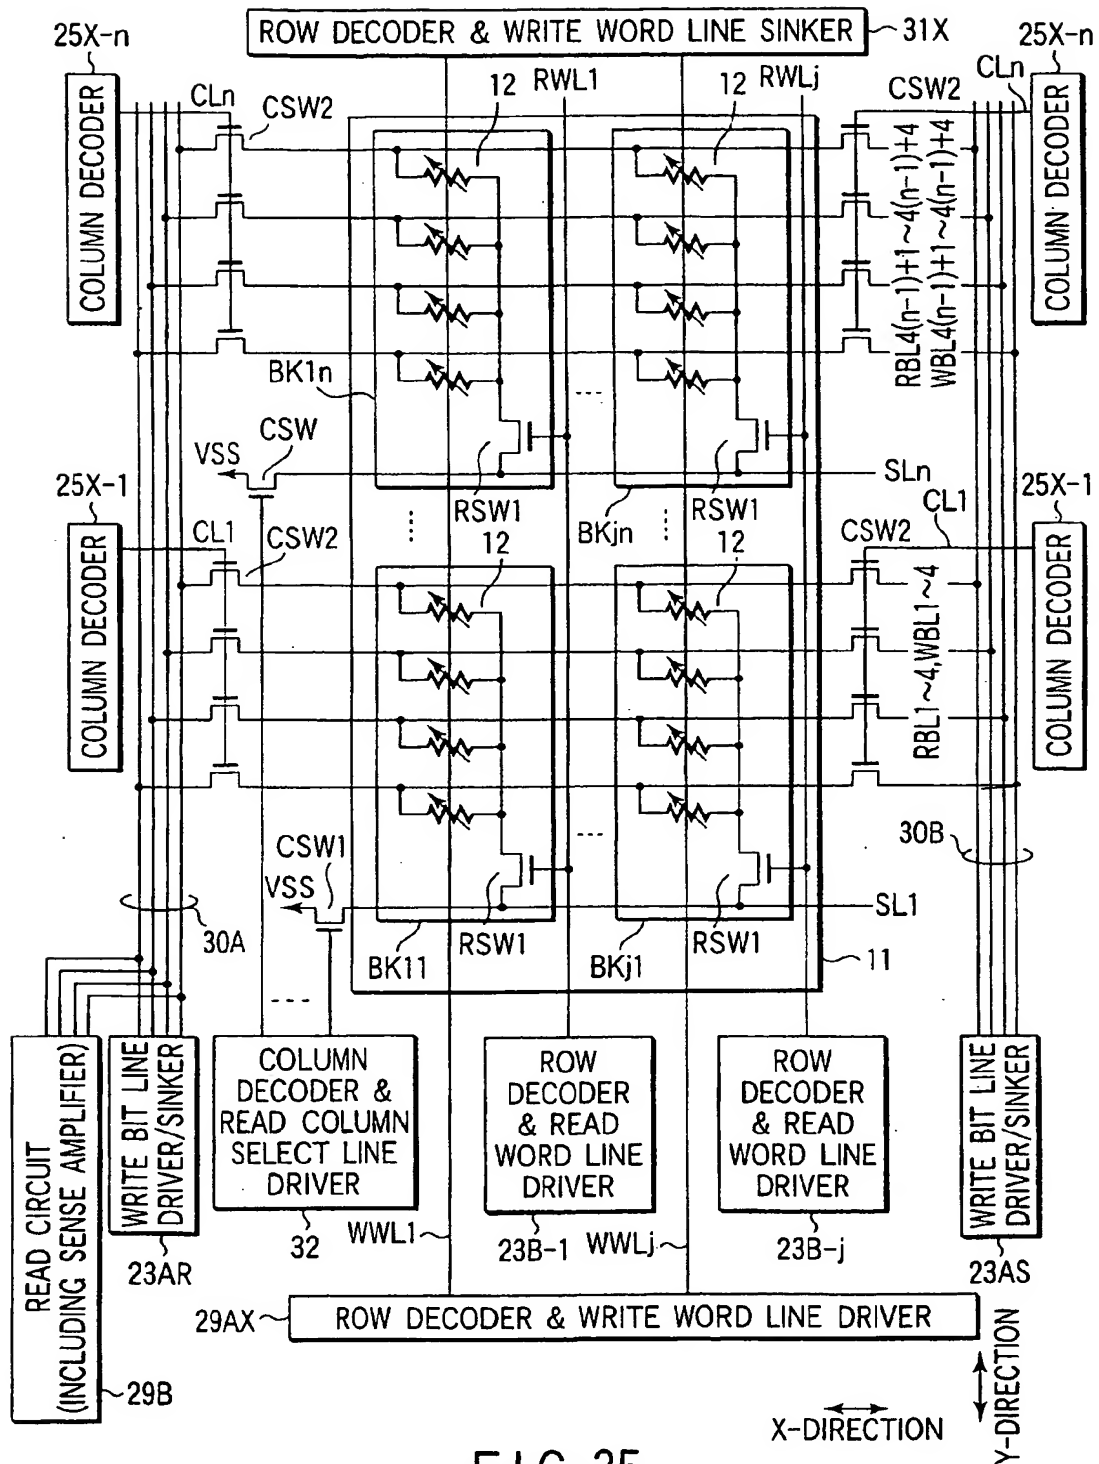 ROW DECODER & WRITE WORD LINE SINKER
31X
25X-n
25X-n
CLn
CSW2
12
RWL1
12
RWLj
CSW2
CLn
COLUMN DECODER
COLUMN DECODER
RBL4(n-1)+1~4(n-1)+4
WBL4(n-1)+1~4(n-1)+4
BK1n
...
CSW
VSS
SLn
25X-1
RSW1
BKjn
RSW1
25X-1
CL1
CSW2
12
12
CSW2
CL1
COLUMN DECODER
COLUMN DECODER
RBL1~4,WBL1~4
...
CSW1
VSS
30B
SL1
30A
BK11
RSW1
BKj1
RSW1
11
....
READ CIRCUIT
(INCLUDING SENSE AMPLIFIER)
WRITE BIT LINE
DRIVER/SINKER
COLUMN
DECODER &
READ COLUMN
SELECT LINE
DRIVER
ROW
DECODER
& READ
WORD LINE
DRIVER
ROW
DECODER
& READ
WORD LINE
DRIVER
WRITE BIT LINE
DRIVER/SINKER
23AR
32
WWL1
23B-1
WWLj
23B-j
23AS
29AX
ROW DECODER & WRITE WORD LINE DRIVER
29B
X-DIRECTION
Y-DIRECTION